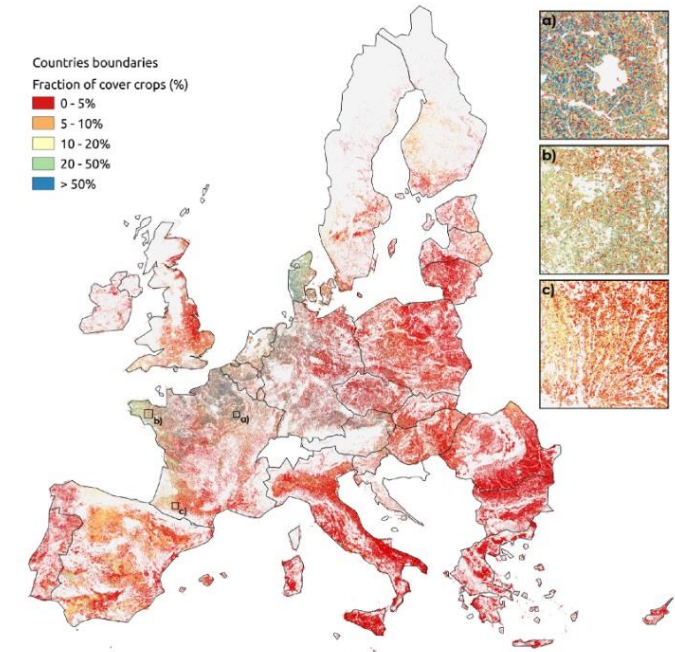 Countries boundaries
Fraction of cover crops (%)
0 - 5%
5 - 10%
10 - 20%
20 - 50%
> 50%
a)
b)
c)
a)
b)
c)